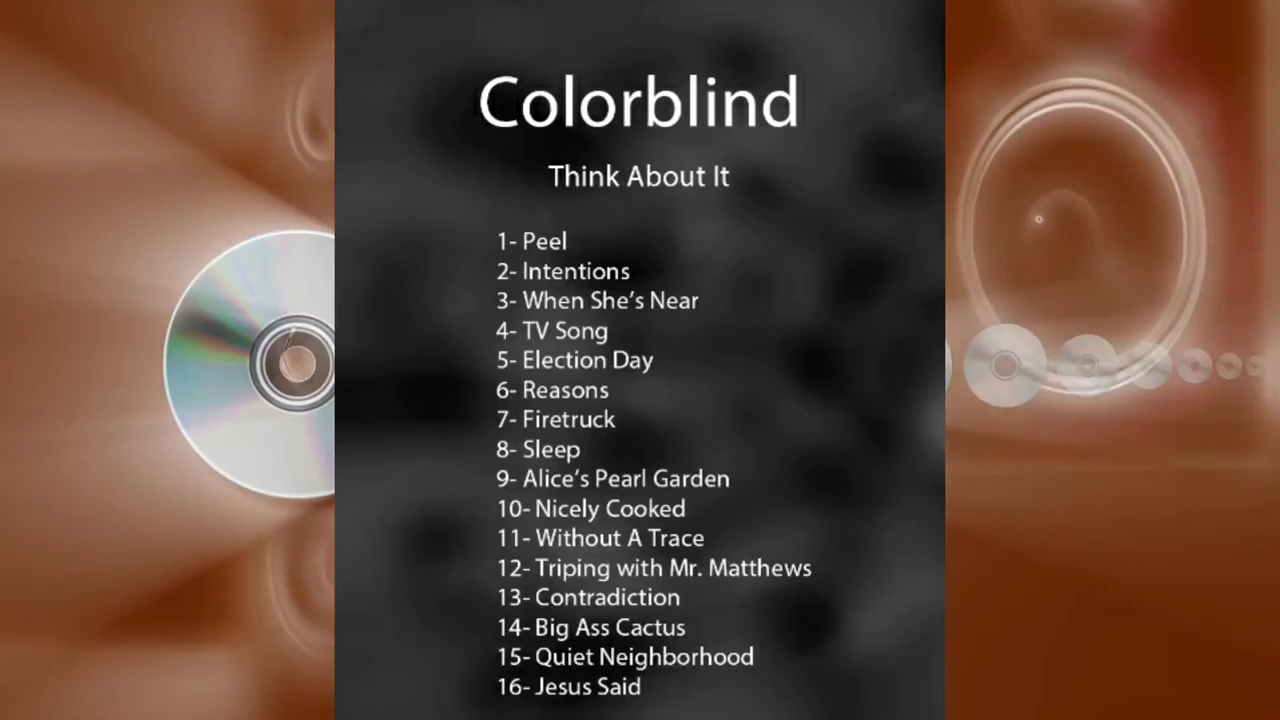 Colorblind
Think About It
1- Peel
2- Intentions
3- When She's Near
4- TV Song
5- Election Day
6- Reasons
7- Firetruck
8- Sleep
9- Alice's Pearl Garden
10- Nicely Cooked
11- Without A Trace
12- Triping with Mr. Matthews
13- Contradiction
14- Big Ass Cactus
15- Quiet Neighborhood
16- Jesus Said